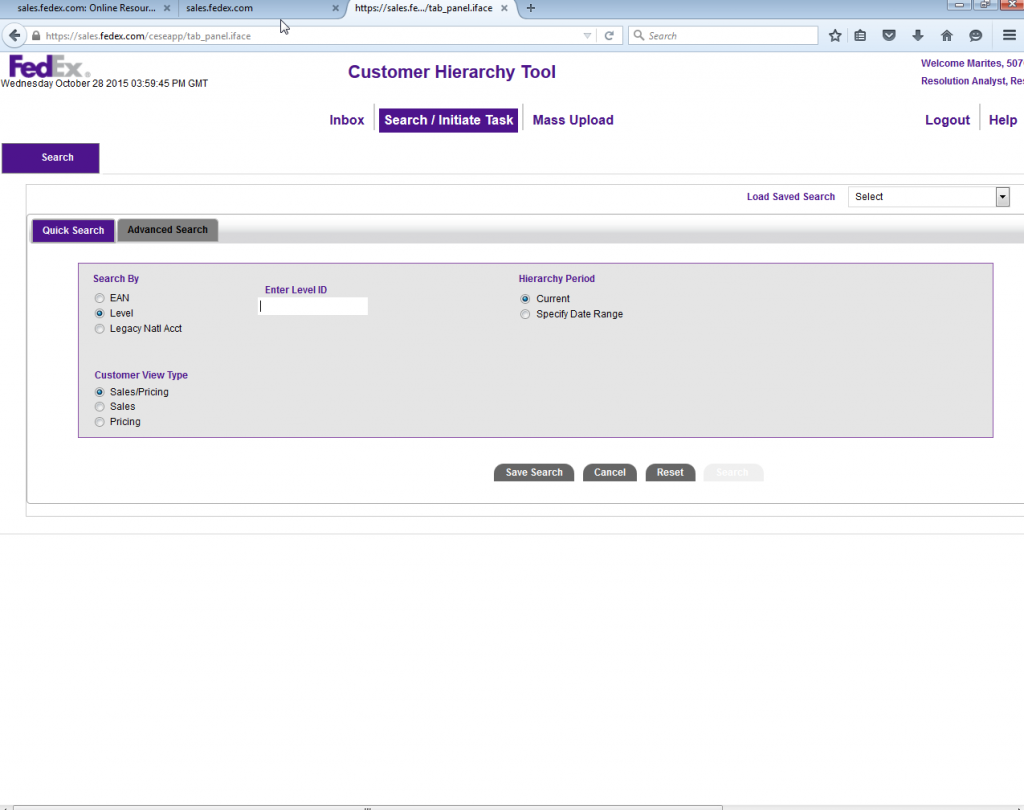 sales.fedex.com: Online Resour...
sales.fedex.com
https://sales.fe.../tab_panel.iface
https://sales.fedex.com/ceseapp/tab_panel.iface
Search
FedEx®
Wednesday October 28 2015 03:59:45 PM GMT
Customer Hierarchy Tool
Welcome Marites, 507
Resolution Analyst, Res
Inbox
Search / Initiate Task
Mass Upload
Logout
Help
Search
Load Saved Search
Select
Quick Search
Advanced Search
Search By
EAN
Level
Legacy Natl Acct
Enter Level ID
Hierarchy Period
Current
Specify Date Range
Customer View Type
Sales/Pricing
Sales
Pricing
Save Search
Cancel
Reset
Search